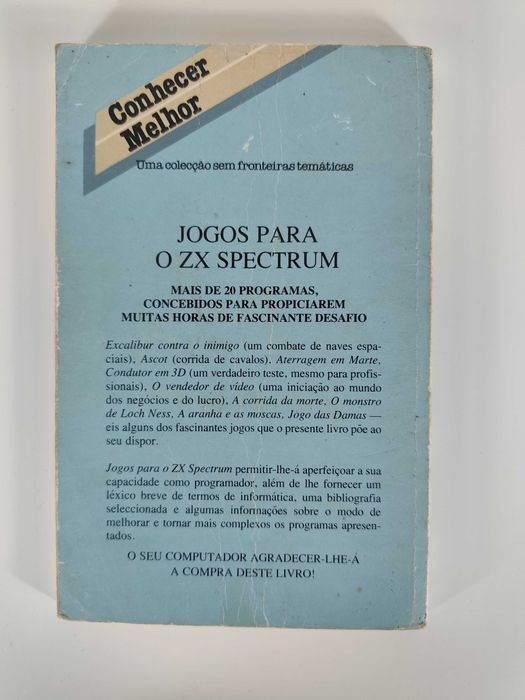 Conhecer
Melhor
Uma colecção sem fronteiras temáticas
JOGOS PARA
O ZX SPECTRUM
MAIS DE 20 PROGRAMAS,
CONCEBIDOS PARA PROPICIAREM
MUITAS HORAS DE FASCINANTE DESAFIO
Excalibur contra o inimigo (um combate de naves espa-
ciais), Ascot (corrida de cavalos), Aterragem em Marte,
Condutor em 3D (um verdadeiro teste, mesmo para profis-
sionais), O vendedor de vídeo (uma iniciação ao mundo
dos negócios e do lucro), A corrida da morte, O monstro
de Loch Ness, A aranha e as moscas, Jogo das Damas —
eis alguns dos fascinantes jogos que o presente livro põe ao
seu dispor.
Jogos para o ZX Spectrum permitir-lhe-á aperfeiçoar a sua
capacidade como programador, além de lhe fornecer um
léxico breve de termos de informática, uma bibliografia
seleccionada e algumas informações sobre o modo de
melhorar e tornar mais complexos os programas apresen-
tados.
O SEU COMPUTADOR AGRADECER-LHE-Á
A COMPRA DESTE LIVRO!